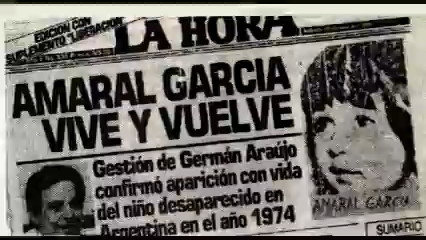 EDICION CON
SUPLEMENTO "LIBERACION"
LA HORA
AMARAL GARCIA
VIVE Y VUELVE
Gestión de Germán Araújo
confirmó aparición con vida
del niño desaparecido en
Argentina en el año 1974
AMARAL GARCIA
SUMARIO